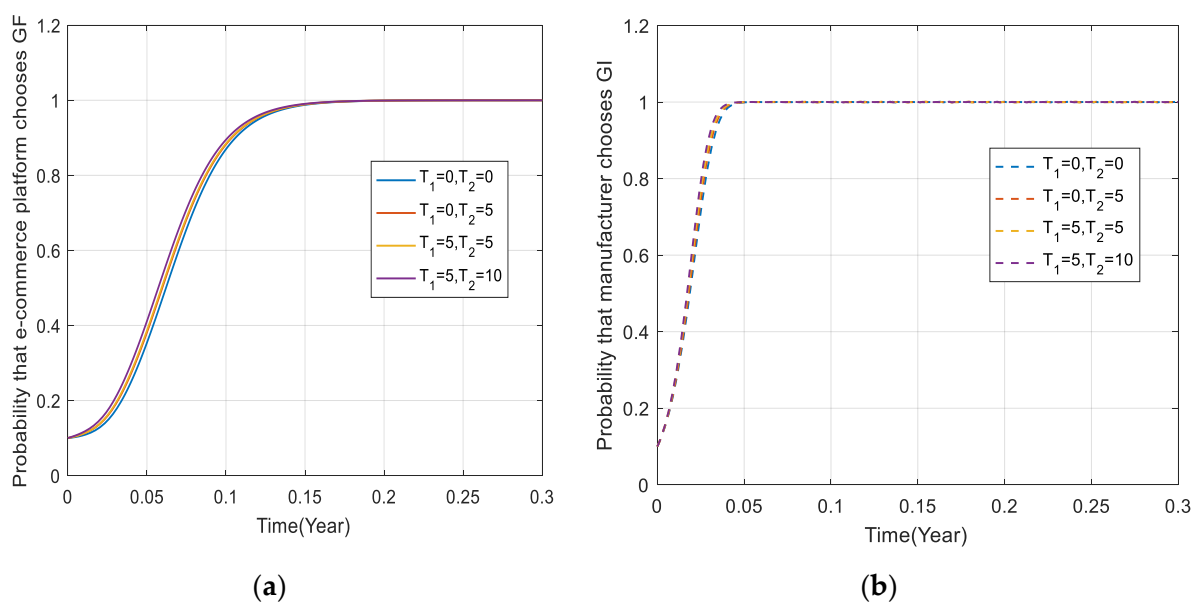 Probability that e-commerce platform chooses GF
1.2
1
0.8
0.6
0.4
0.2
0
0 0.05 0.1 0.15 0.2 0.25 0.3
Time(Year)
T1=0,T2=0
T1=0,T2=5
T1=5,T2=5
T1=5,T2=10
(a)
Probability that manufacturer chooses GI
1.2
1
0.8
0.6
0.4
0.2
0
0 0.05 0.1 0.15 0.2 0.25 0.3
Time(Year)
T1=0,T2=0
T1=0,T2=5
T1=5,T2=5
T1=5,T2=10
(b)